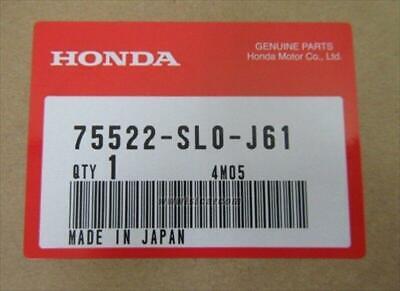 HONDA
GENUINE PARTS
Honda Motor Co., Ltd.
75522-SL0-J61
QTY 1
4M05
MADE IN JAPAN